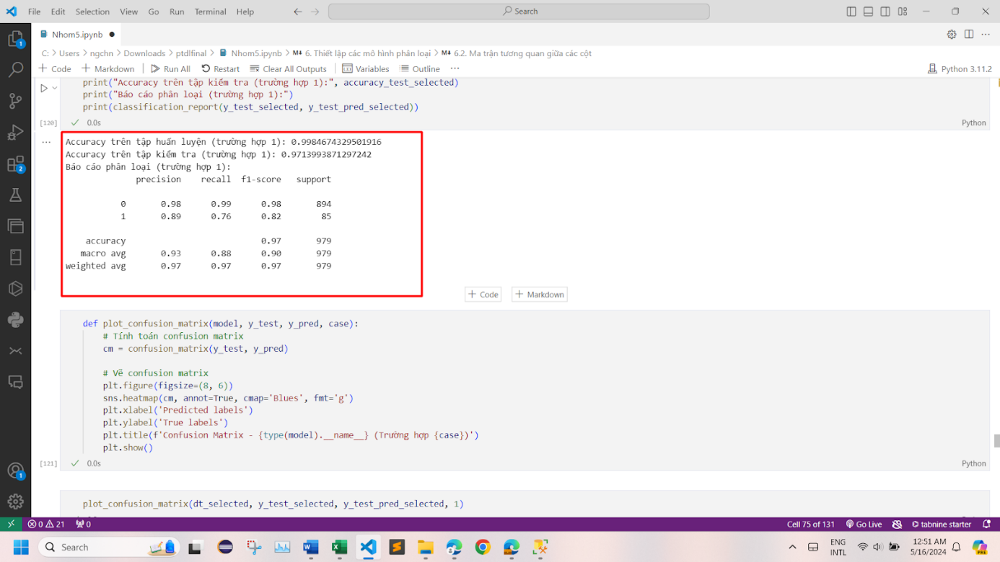 File Edit Selection View Go Run Terminal Help
Search
Nhom5.ipynb
C: > Users > ngchn > Downloads > ptdlfinal > Nhom5.ipynb > M↓ 6. Thiết lập các mô hình phân loại > M↓ 6.2. Ma trận tương quan giữa các cột
+ Code + Markdown Run All Restart Clear All Outputs Variables Outline ... Python 3.11.2
print("Accuracy trên tập kiểm tra (trường hợp 1):", accuracy_test_selected)
print("Báo cáo phân loại (trường hợp 1):")
print(classification_report(y_test_selected, y_test_pred_selected))
[120] 0.0s Python
Accuracy trên tập huấn luyện (trường hợp 1): 0.9984674329501916
Accuracy trên tập kiểm tra (trường hợp 1): 0.9713993871297242
Báo cáo phân loại (trường hợp 1):
precision recall f1-score support
0 0.98 0.99 0.98 894
1 0.89 0.76 0.82 85
accuracy 0.97 979
macro avg 0.93 0.88 0.90 979
weighted avg 0.97 0.97 0.97 979
+ Code + Markdown
def plot_confusion_matrix(model, y_test, y_pred, case):
# Tính toán confusion matrix
cm = confusion_matrix(y_test, y_pred)
# Vẽ confusion matrix
plt.figure(figsize=(8, 6))
sns.heatmap(cm, annot=True, cmap='Blues', fmt='g')
plt.xlabel('Predicted labels')
plt.ylabel('True labels')
plt.title(f'Confusion Matrix - {type(model).__name__} (Trường hợp {case})')
plt.show()
[121] 0.0s Python
plot_confusion_matrix(dt_selected, y_test_selected, y_test_pred_selected, 1)
0 21 0 Cell 75 of 131 Go Live tabnine starter
Search
ENG
INTL
12:51 AM
5/16/2024